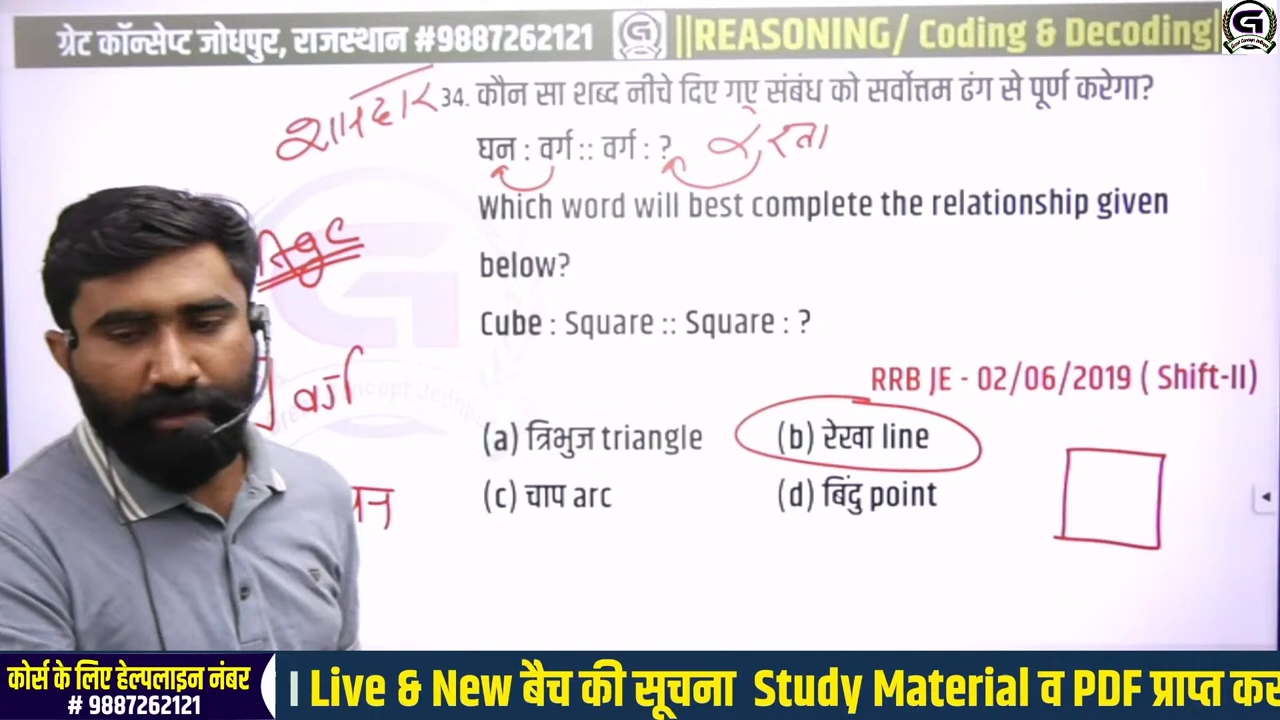 ग्रेट कॉन्सेप्ट जोधपुर, राजस्थान #9887262121 ||REASONING/ Coding & Decoding|
शानदार
34. कौन सा शब्द नीचे दिए गए संबंध को सर्वोत्तम ढंग से पूर्ण करेगा?
घन : वर्ग :: वर्ग : ?
Which word will best complete the relationship given
below?
Cube : Square :: Square : ?
RRB JE - 02/06/2019 ( Shift-II)
वर्ग
(a) त्रिभुज triangle (b) रेखा line
(c) चाप arc (d) बिंदु point
कोर्स के लिए हेल्पलाइन नंबर
# 9887262121
। Live & New बैच की सूचना Study Material व PDF प्राप्त